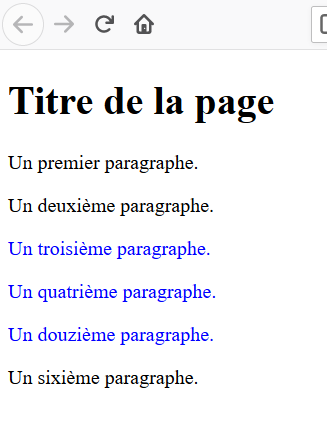 Titre de la page
Un premier paragraphe.
Un deuxième paragraphe.
Un troisième paragraphe.
Un quatrième paragraphe.
Un douzième paragraphe.
Un sixième paragraphe.